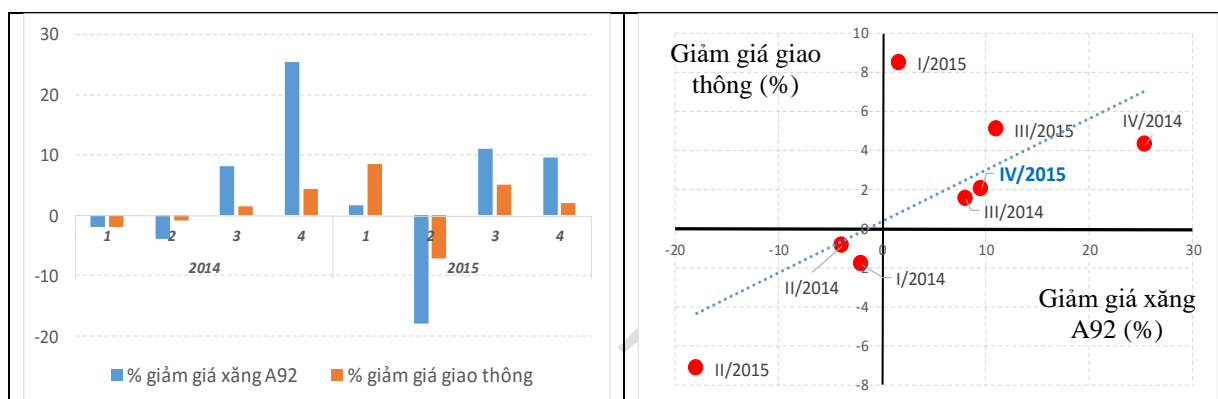 30
20
10
0
-10
-20
1 2 3 4 1 2 3 4
2014 2015
% giảm giá xăng A92 % giảm giá giao thông
Giảm giá giao
thông (%)
10
8
6
4
2
0
-2
-4
-6
-8
-20 -10 0 10 20 30
I/2015
III/2015
IV/2014
IV/2015
III/2014
II/2014
I/2014
II/2015
Giảm giá xăng
A92 (%)